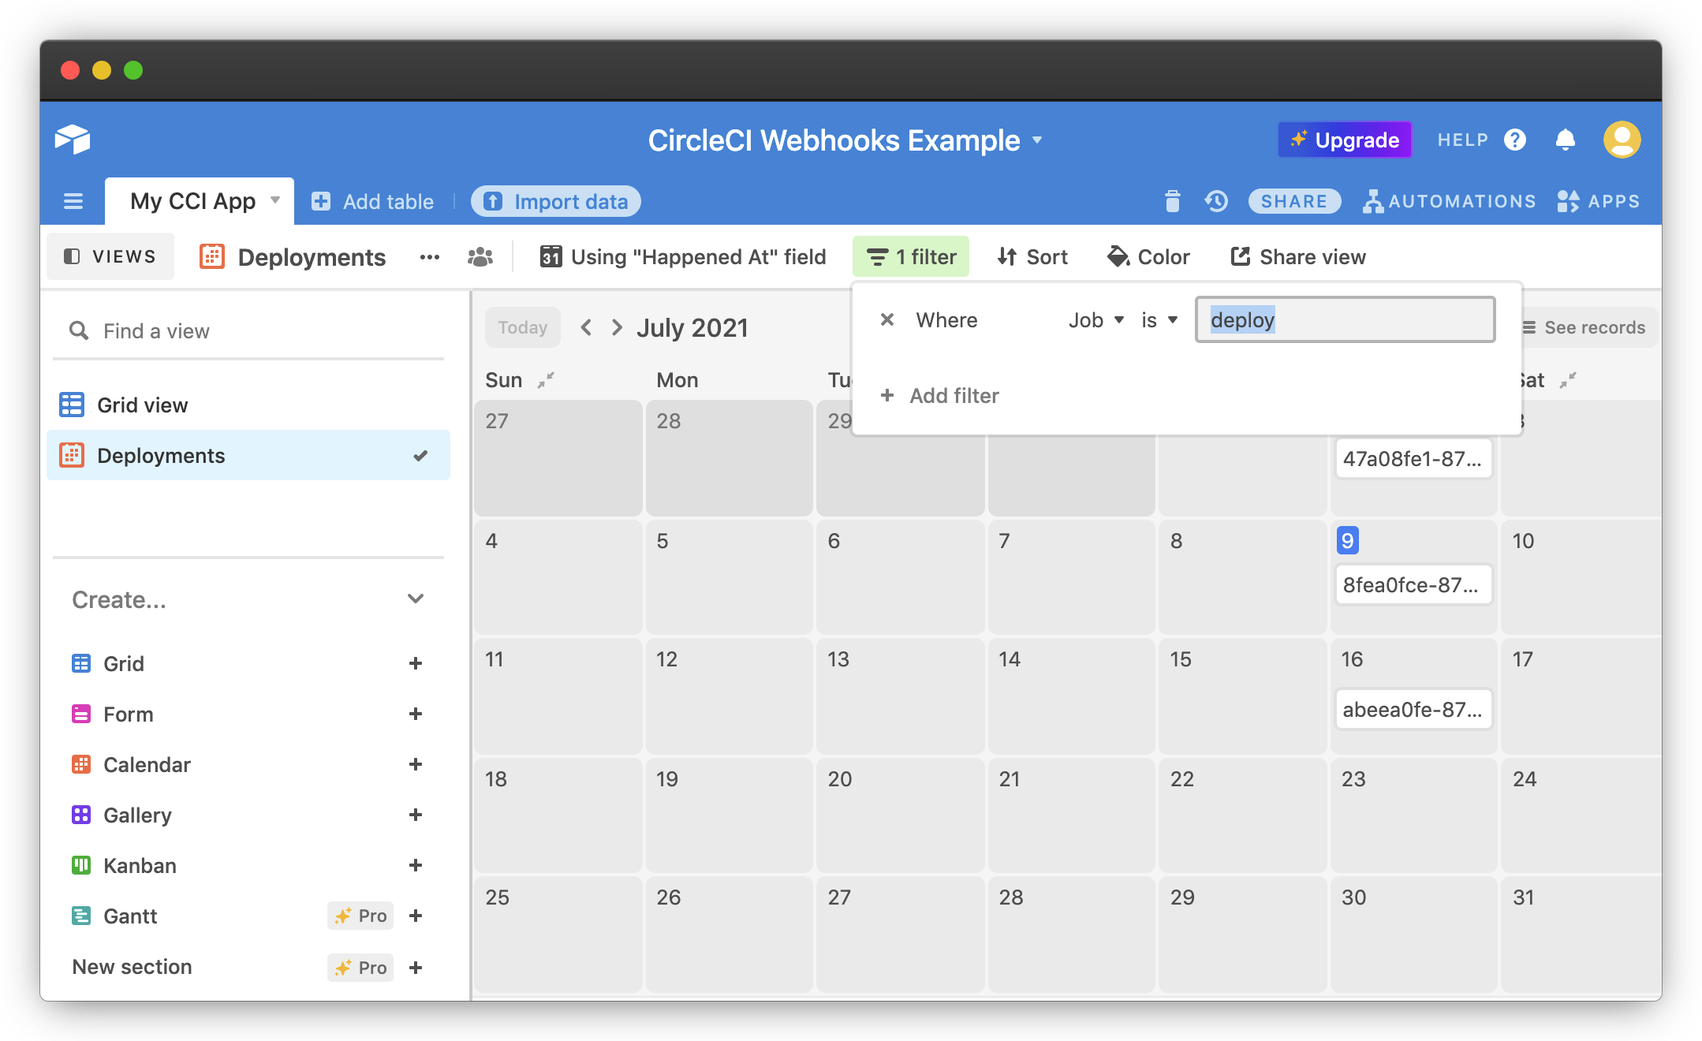 CircleCI Webhooks Example
Upgrade
HELP
My CCI App
Add table
Import data
SHARE
AUTOMATIONS
APPS
VIEWS
Deployments
31
Using "Happened At" field
1 filter
Sort
Color
Share view
Find a view
Grid view
Deployments
Create...
Grid
Form
Calendar
Gallery
Kanban
Gantt
Pro
New section
Pro
Today
July 2021
See records
Where
Job
is
deploy
Add filter
Sun
Mon
27
28
29
47a08fe1-87...
4
5
6
7
8
9
10
8fea0fce-87...
11
12
13
14
15
16
17
abeea0fe-87...
18
19
20
21
22
23
24
25
26
27
28
29
30
31